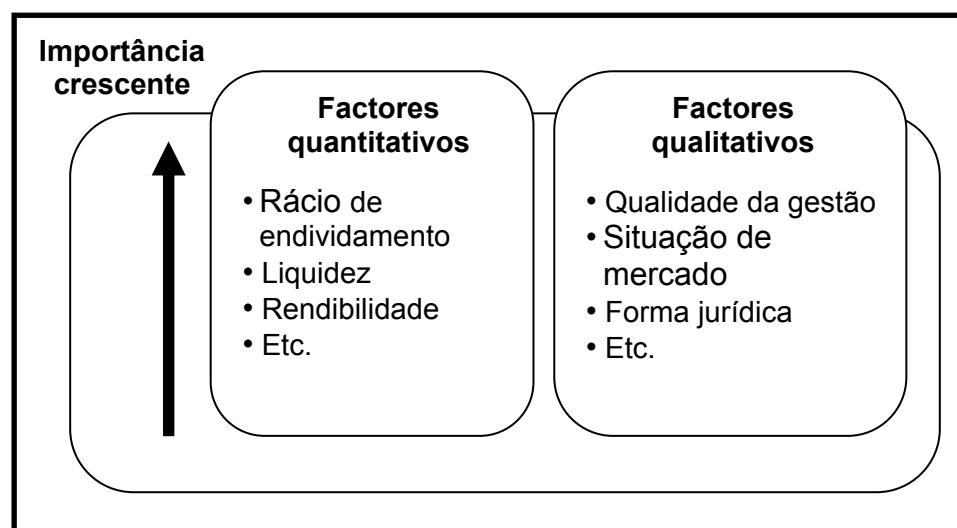 Importância
crescente
Factores
quantitativos
• Rácio de
endividamento
• Liquidez
• Rendibilidade
• Etc.
Factores
qualitativos
• Qualidade da gestão
• Situação de
mercado
• Forma jurídica
• Etc.